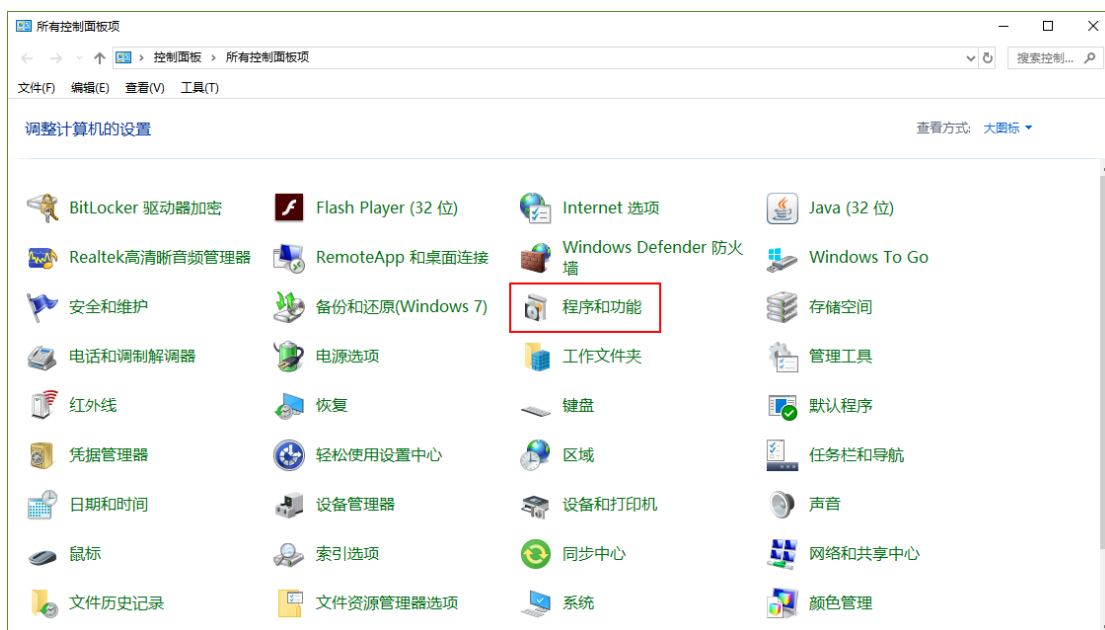 所有控制面板项
控制面板 › 所有控制面板项
搜索控制...
文件(F) 编辑(E) 查看(V) 工具(T)
调整计算机的设置
查看方式: 大图标
BitLocker 驱动器加密
Flash Player (32 位)
Internet 选项
Java (32 位)
Realtek高清晰音频管理器
RemoteApp 和桌面连接
Windows Defender 防火
墙
Windows To Go
安全和维护
备份和还原(Windows 7)
程序和功能
存储空间
电话和调制解调器
电源选项
工作文件夹
管理工具
红外线
恢复
键盘
默认程序
凭据管理器
轻松使用设置中心
区域
任务栏和导航
日期和时间
设备管理器
设备和打印机
声音
鼠标
索引选项
同步中心
网络和共享中心
文件历史记录
文件资源管理器选项
系统
颜色管理